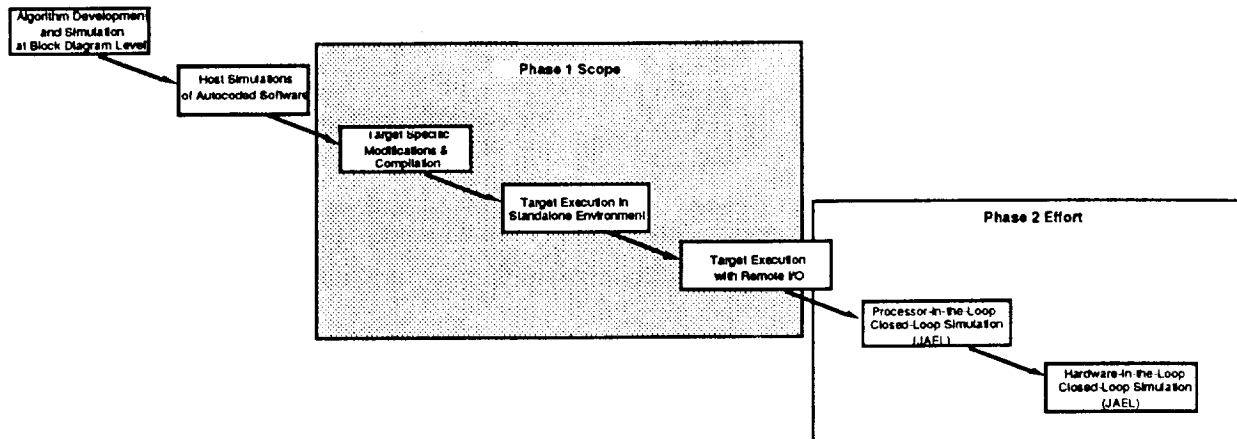 Algorithm Development
and Simulation
at Block Diagram Level
Host Simulations
of Autocoded Software
Phase 1 Scope
Target Specific
Modifications &
Compilation
Target Execution in
Standalone Environment
Phase 2 Effort
Target Execution
with Remote I/O
Processor-in-the-Loop
Closed-Loop Simulation
(JAEL)
Hardware-in-the-Loop
Closed-Loop Simulation
(JAEL)